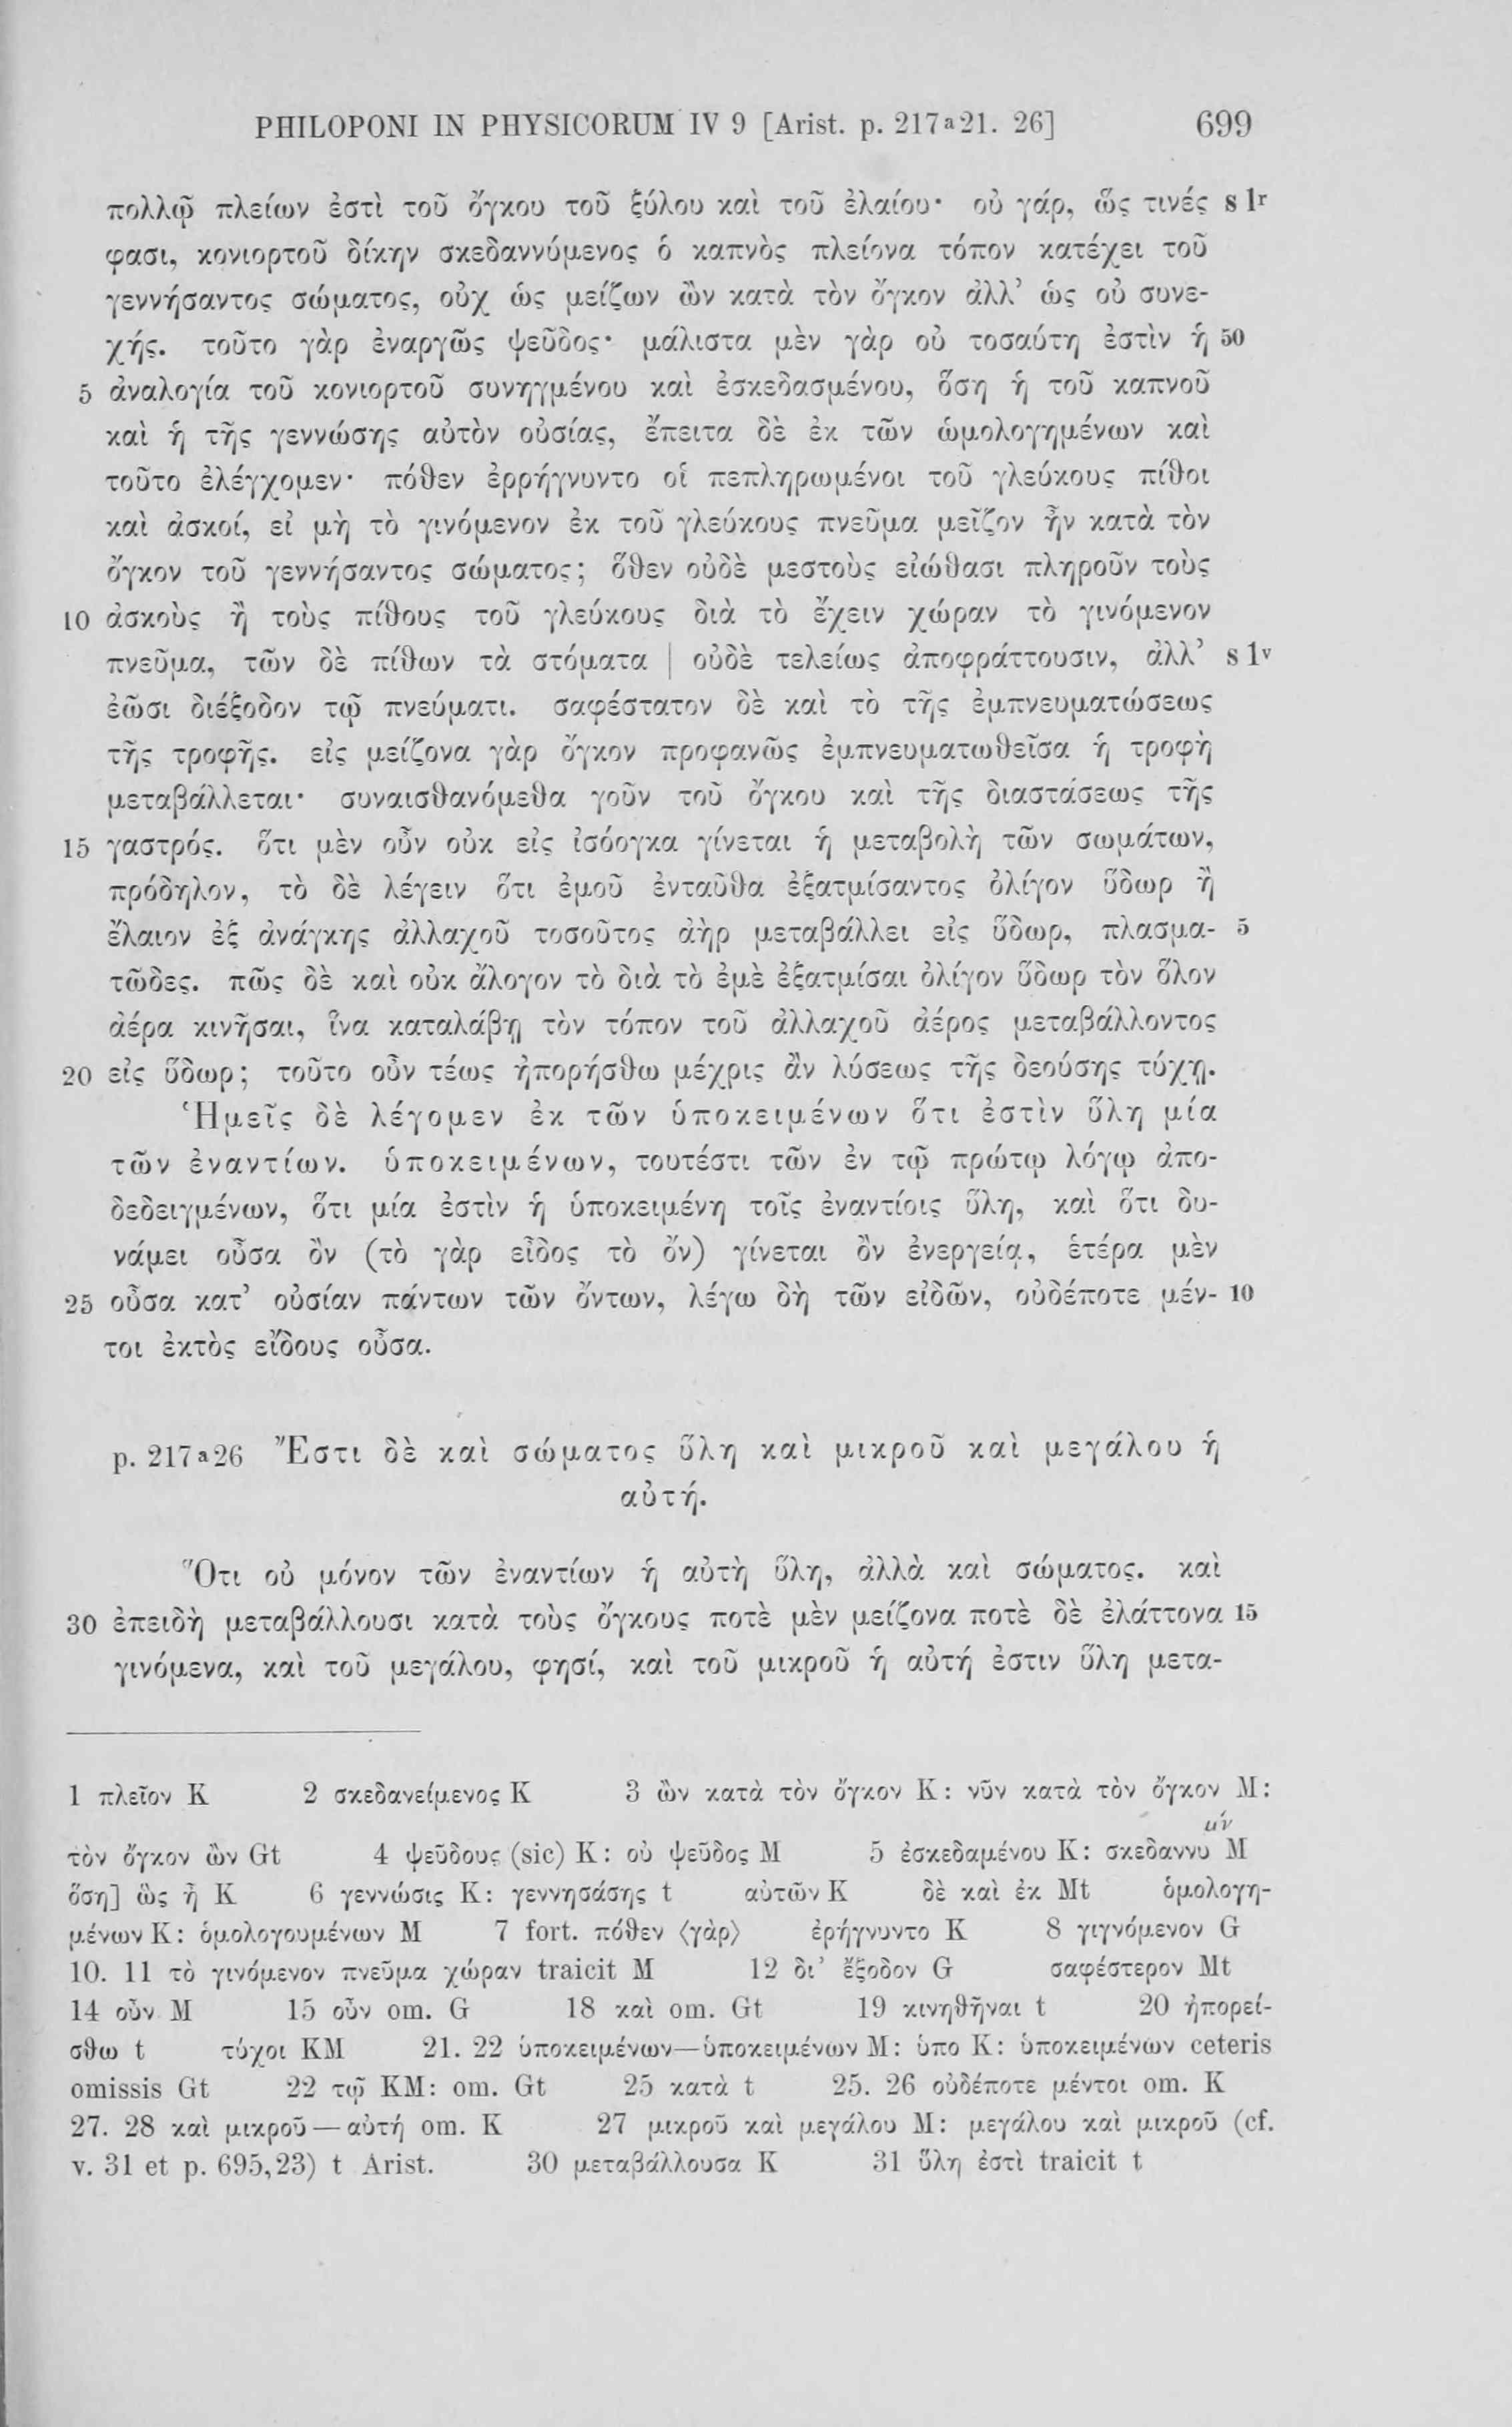 PHILOPONI IN PHYSICORUM IV 9 [Arist. p. 217a21. 26] 699
πολλῷ πλείων ἐστὶ τοῦ ὄγκου τοῦ ξύλου καὶ τοῦ ἐλαίου· οὐ γάρ, ὥς τινές s 1r
φασι, κονιορτοῦ δίκην σκεδαννύμενος ὁ καπνὸς πλείονα τόπον κατέχει τοῦ
γεννήσαντος σώματος, οὐχ ὡς μείζων ὢν κατὰ τὸν ὄγκον ἀλλ’ ὡς οὐ συνε-
χής. τοῦτο γὰρ ἐναργῶς ψεῦδος· μάλιστα μὲν γὰρ οὐ τοσαύτη ἐστὶν ἡ 50
5 ἀναλογία τοῦ κονιορτοῦ συνηγμένου καὶ ἐσκεδασμένου, ὅση ἡ τοῦ καπνοῦ
καὶ ἡ τῆς γεννώσης αὐτὸν οὐσίας, ἔπειτα δὲ ἐκ τῶν ὡμολογημένων καὶ
τοῦτο ἐλέγχομεν· πόθεν ἐρρήγνυντο οἱ πεπληρωμένοι τοῦ γλεύκους πίθοι
καὶ ἀσκοί, εἰ μὴ τὸ γινόμενον ἐκ τοῦ γλεύκους πνεῦμα μεῖζον ἦν κατὰ τὸν
ὄγκον τοῦ γεννήσαντος σώματος; ὅθεν οὐδὲ μεστοὺς εἰώθασι πληροῦν τοὺς
10 ἀσκοὺς ἢ τοὺς πίθους τοῦ γλεύκους διὰ τὸ ἔχειν χώραν τὸ γινόμενον
πνεῦμα, τῶν δὲ πίθων τὰ στόματα | οὐδὲ τελείως ἀποφράττουσιν, ἀλλ’ s 1v
ἐῶσι διέξοδον τῷ πνεύματι. σαφέστατον δὲ καὶ τὸ τῆς ἐμπνευματώσεως
τῆς τροφῆς. εἰς μείζονα γὰρ ὄγκον προφανῶς ἐμπνευματωθεῖσα ἡ τροφὴ
μεταβάλλεται· συναισθανόμεθα γοῦν τοῦ ὄγκου καὶ τῆς διαστάσεως τῆς
15 γαστρός. ὅτι μὲν οὖν οὐκ εἰς ἰσόογκα γίνεται ἡ μεταβολὴ τῶν σωμάτων,
πρόδηλον, τὸ δὲ λέγειν ὅτι ἐμοῦ ἐνταῦθα ἐξατμίσαντος ὀλίγον ὕδωρ ἢ
ἔλαιον ἐξ ἀνάγκης ἀλλαχοῦ τοσοῦτος ἀὴρ μεταβάλλει εἰς ὕδωρ, πλασμα- 5
τῶδες. πῶς δὲ καὶ οὐκ ἄλογον τὸ διὰ τὸ ἐμὲ ἐξατμίσαι ὀλίγον ὕδωρ τὸν ὅλον
ἀέρα κινῆσαι, ἵνα καταλάβῃ τὸν τόπον τοῦ ἀλλαχοῦ ἀέρος μεταβάλλοντος
20 εἰς ὕδωρ; τοῦτο οὖν τέως ἠπορήσθω μέχρις ἂν λύσεως τῆς δεούσης τύχῃ.
Ἡμεῖς δὲ λέγομεν ἐκ τῶν ὑποκειμένων ὅτι ἐστὶν ὕλη μία
τῶν ἐναντίων. ὑποκειμένων, τουτέστι τῶν ἐν τῷ πρώτῳ λόγῳ ἀπο-
δεδειγμένων, ὅτι μία ἐστὶν ἡ ὑποκειμένη τοῖς ἐναντίοις ὕλη, καὶ ὅτι δυ-
νάμει οὖσα ὂν (τὸ γὰρ εἶδος τὸ ὄν) γίνεται ὂν ἐνεργείᾳ, ἑτέρα μὲν
25 οὖσα κατ’ οὐσίαν πάντων τῶν ὄντων, λέγω δὴ τῶν εἰδῶν, οὐδέποτε μέν- 10
τοι ἐκτὸς εἴδους οὖσα.
p. 217a26 Ἔστι δὲ καὶ σώματος ὕλη καὶ μικροῦ καὶ μεγάλου ἡ
αὐτή.
Ὅτι οὐ μόνον τῶν ἐναντίων ἡ αὐτὴ ὕλη, ἀλλὰ καὶ σώματος. καὶ
30 ἐπειδὴ μεταβάλλουσι κατὰ τοὺς ὄγκους ποτὲ μὲν μείζονα ποτὲ δὲ ἐλάττονα 15
γινόμενα, καὶ τοῦ μεγάλου, φησί, καὶ τοῦ μικροῦ ἡ αὐτή ἐστιν ὕλη μετα-
1 πλεῖον K 2 σκεδανείμενος K 3 ὢν κατὰ τὸν ὄγκον K: νῦν κατὰ τὸν ὄγκον M:
τὸν ὄγκον ὢν Gt 4 ψεῦδους (sic) K: οὐ ψεῦδος M 5 ἐσκεδαμένου K: σκεδαννυμν́ M
ὅση] ὡς ἡ K 6 γεννώσις K: γεννησάσης t αὐτῶν K δὲ καὶ ἐκ Mt ὁμολογη-
μένων K: ὁμολογουμένων M 7 fort. πόθεν ⟨γὰρ⟩ ἐρήγνυντο K 8 γιγνόμενον G
10. 11 τὸ γινόμενον πνεῦμα χώραν traicit M 12 δι’ ἔξοδον G σαφέστερον Mt
14 οὖν M 15 οὖν om. G 18 καὶ om. Gt 19 κινηθῆναι t 20 ἠπορεί-
σθω t τύχοι KM 21. 22 ὑποκειμένων—ὑποκειμένων M: ὑπο K: ὑποκειμένων ceteris
omissis Gt 22 τῷ KM: om. Gt 25 κατὰ t 25. 26 οὐδέποτε μέντοι om. K
27. 28 καὶ μικροῦ — αὐτή om. K 27 μικροῦ καὶ μεγάλου M: μεγάλου καὶ μικροῦ (cf.
v. 31 et p. 695,23) t Arist. 30 μεταβάλλουσα K 31 ὕλη ἐστὶ traicit t